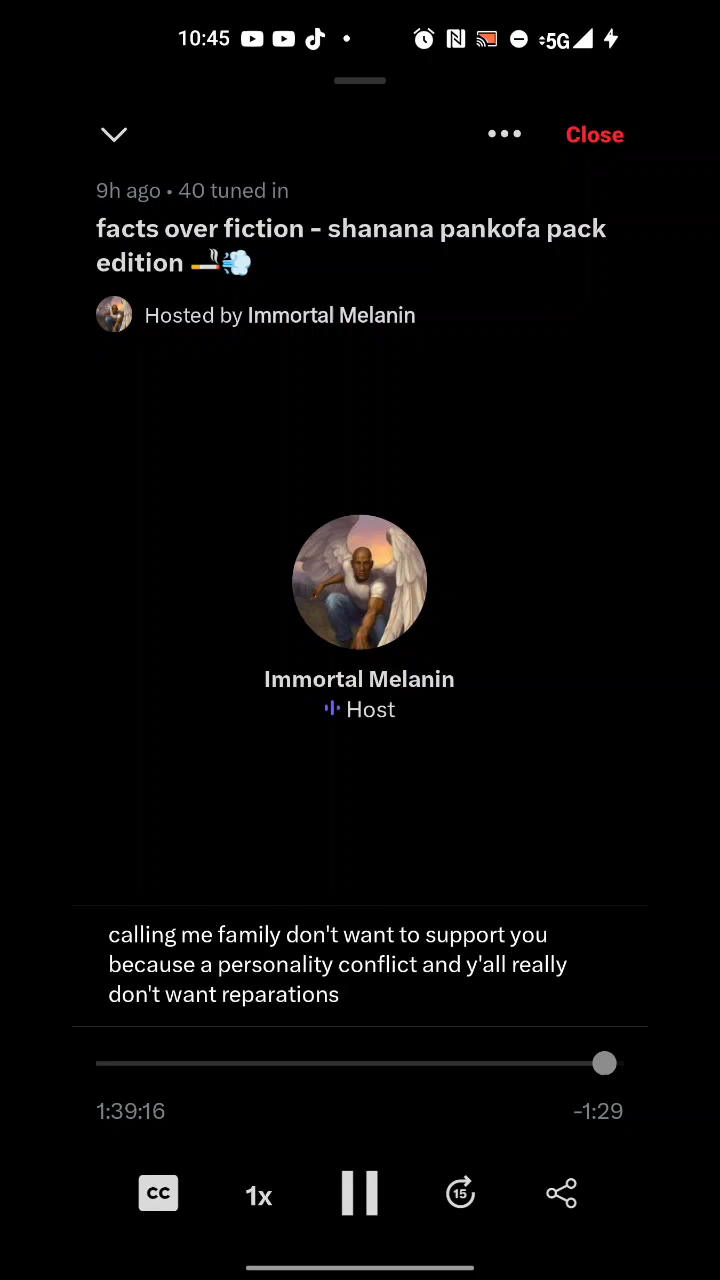 10:45 5G
Close
9h ago • 40 tuned in
facts over fiction - shanana pankofa pack
edition 🚬💨
Hosted by Immortal Melanin
Immortal Melanin
Host
calling me family don't want to support you
because a personality conflict and y'all really
don't want reparations
1:39:16 -1:29
CC 1x 15